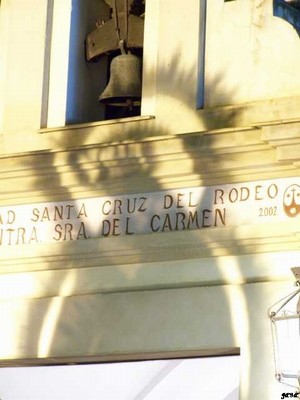 AD SANTA CRUZ DEL RODEO
NTRA. SRA. DEL CARMEN 2002